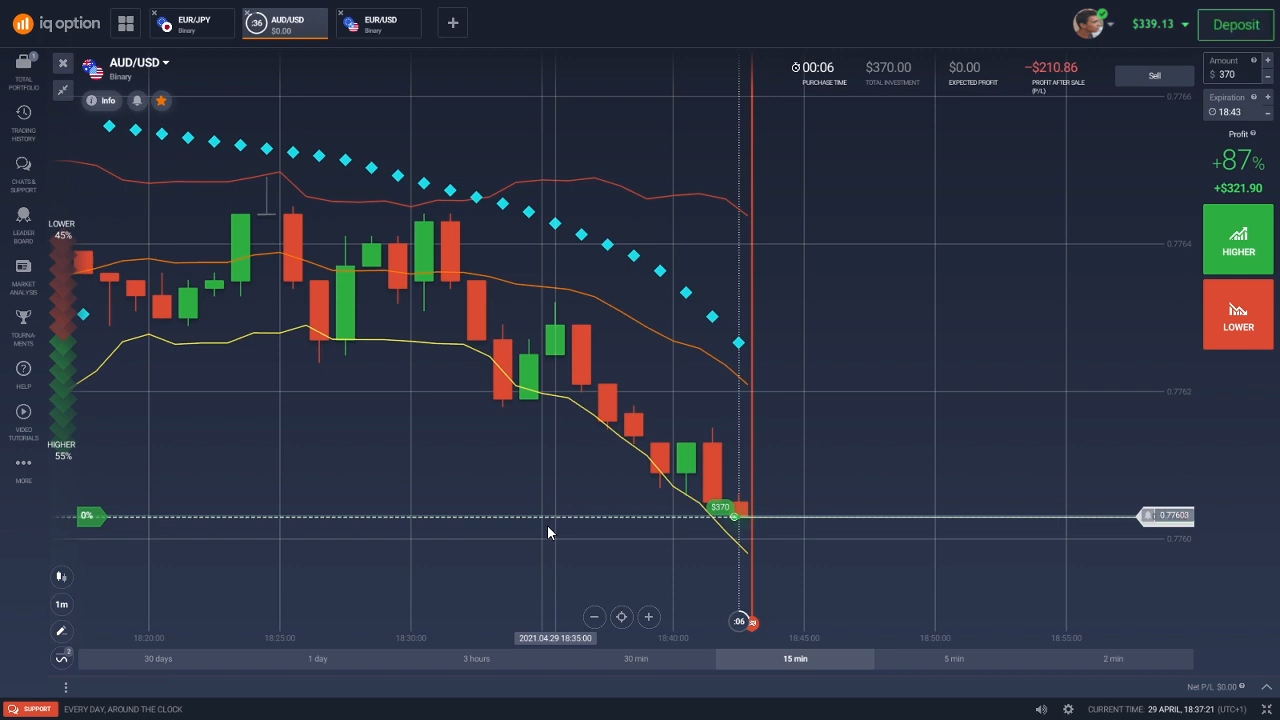 iq option
EUR/JPY
Binary
:36
AUD/USD
$0.00
EUR/USD
Binary
+
$339.13
Deposit
1
TOTAL
PORTFOLIO
TRADING
HISTORY
CHATS &
SUPPORT
LEADER
BOARD
MARKET
ANALYSIS
TOURNA-
MENTS
HELP
VIDEO
TUTORIALS
MORE
AUD/USD
Binary
Info
00:06
PURCHASE TIME
$370.00
TOTAL INVESTMENT
$0.00
EXPECTED PROFIT
−$210.86
PROFIT AFTER SALE
(P/L)
Sell
Amount
$ 370
Expiration
18:43
Profit
+87%
+$321.90
HIGHER
LOWER
0.7766
0.7764
0.7762
0.77603
0.7760
LOWER
45%
HIGHER
55%
0%
$370
1m
2
:06
18:20:00
18:25:00
18:30:00
2021.04.29 18:35:00
18:40:00
18:45:00
18:50:00
18:55:00
30 days
1 day
3 hours
30 min
15 min
5 min
2 min
Net P/L $0.00
SUPPORT
EVERY DAY, AROUND THE CLOCK
CURRENT TIME: 29 APRIL, 18:37:21 (UTC+1)